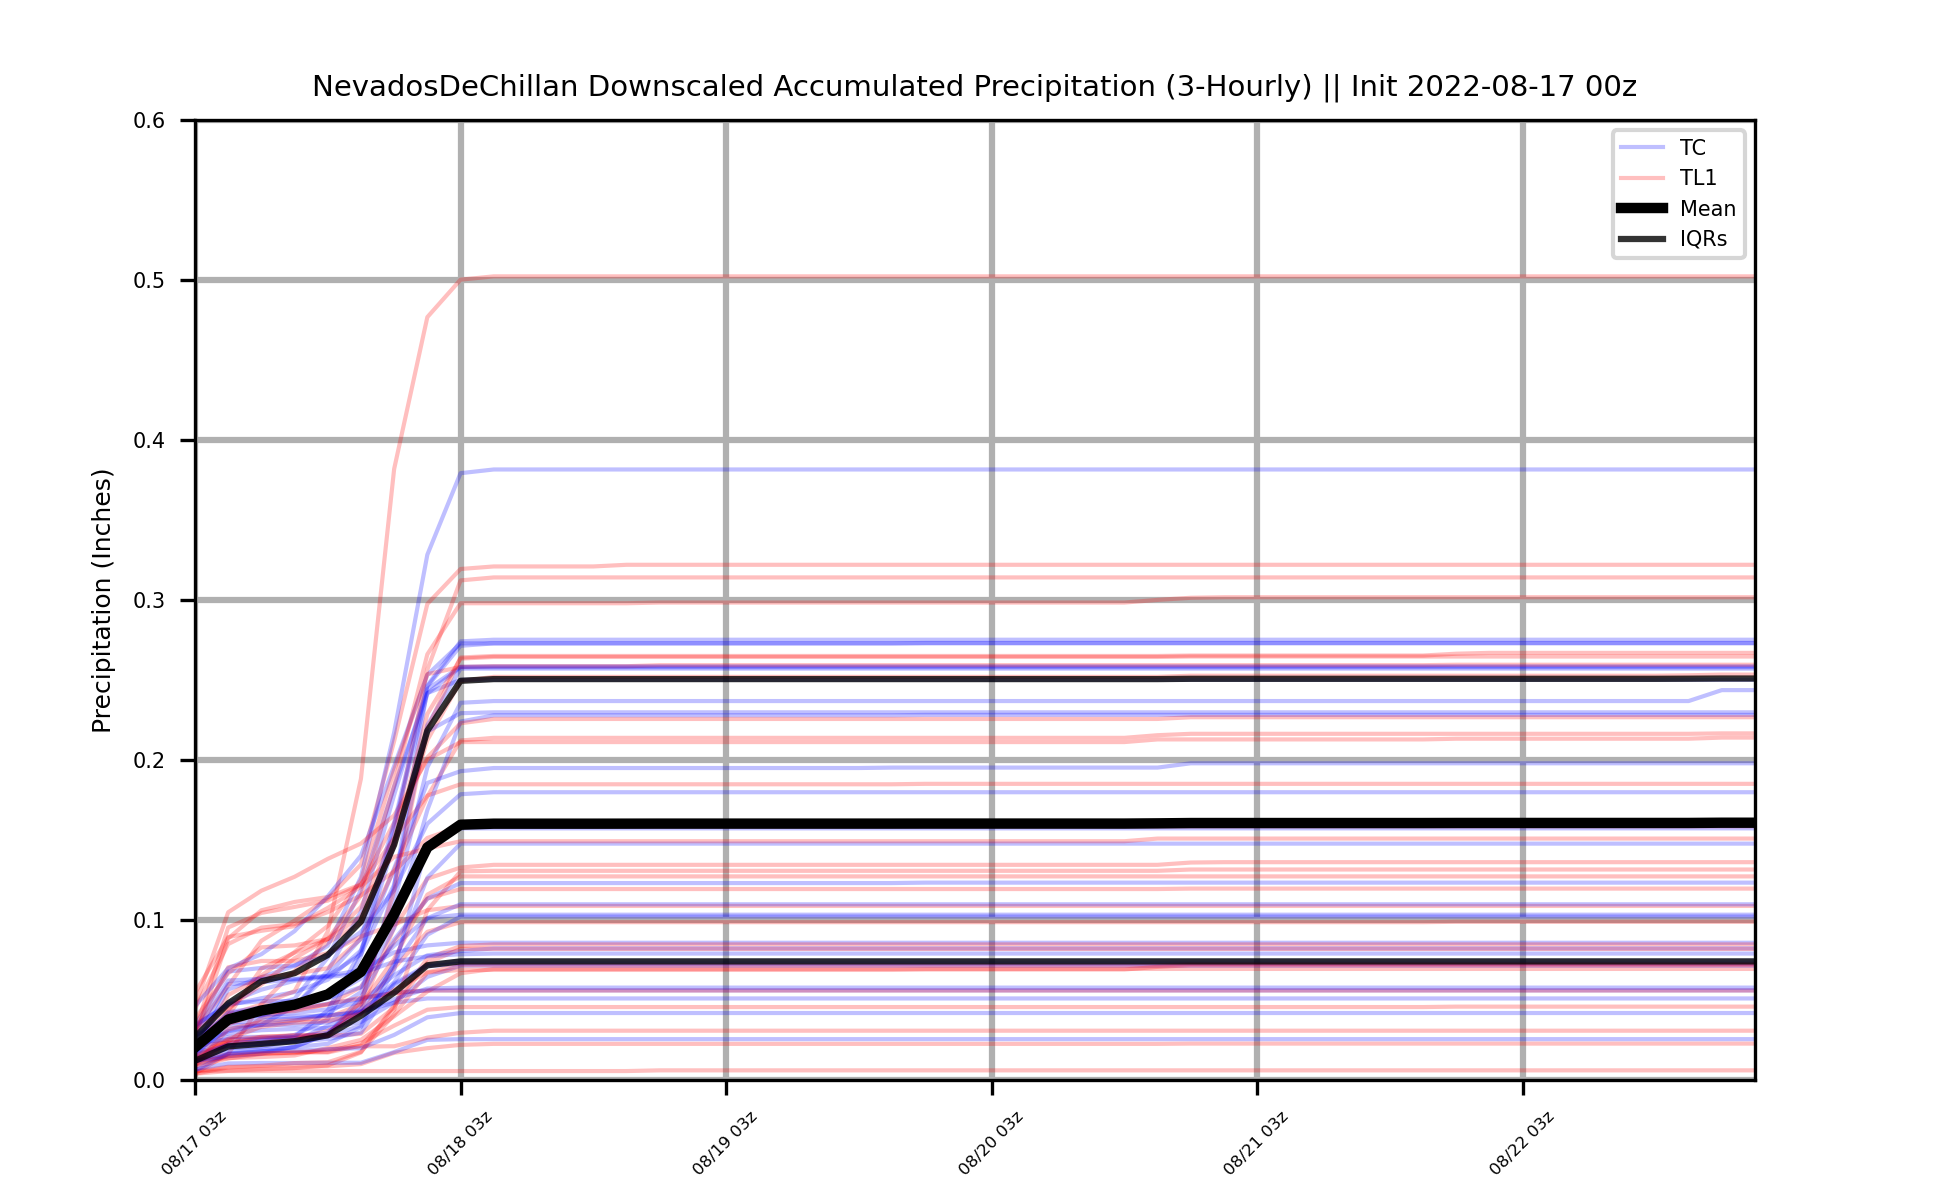 NevadosDeChillan Downscaled Accumulated Precipitation (3-Hourly) || Init 2022-08-17 00z
Precipitation (Inches)
0.6
0.5
0.4
0.3
0.2
0.1
0.0
TC
TL1
Mean
IQRs
08/17 03z
08/18 03z
08/19 03z
08/20 03z
08/21 03z
08/22 03z